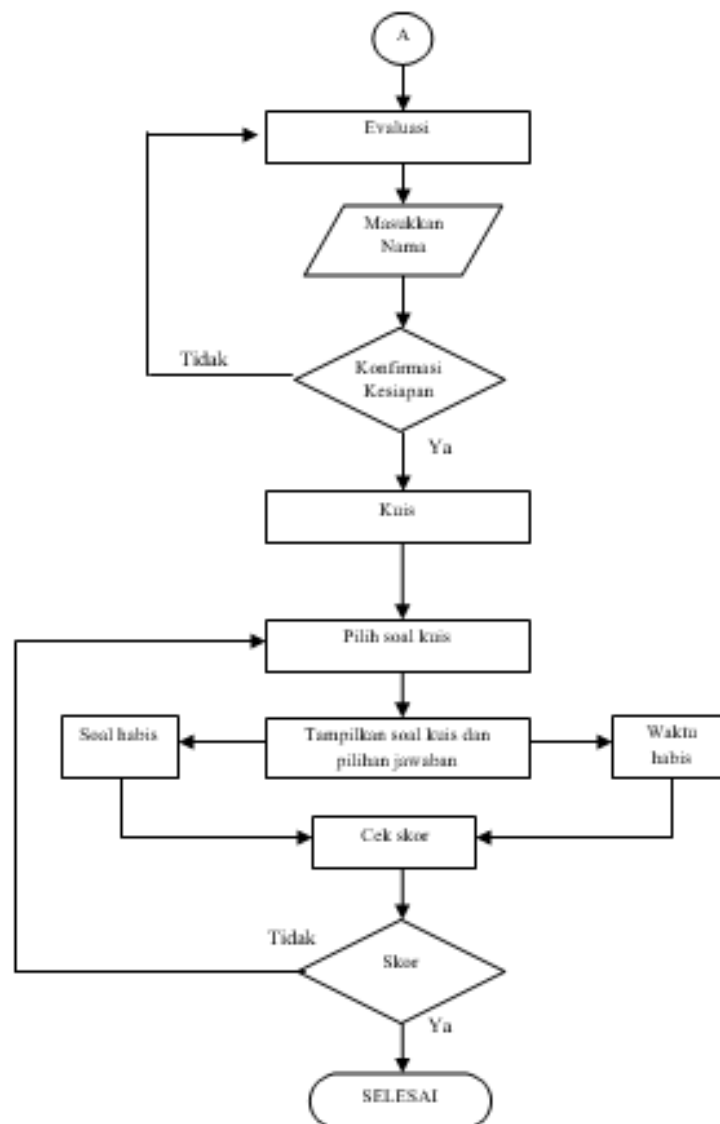 A
Evaluasi
Masukkan
Nama
Tidak
Konfirmasi
Kesiapan
Ya
Kuis
Pilih soal kuis
Soal habis
Tampilkan soal kuis dan
pilihan jawaban
Waktu
habis
Cek skor
Tidak
Skor
Ya
SELESAI